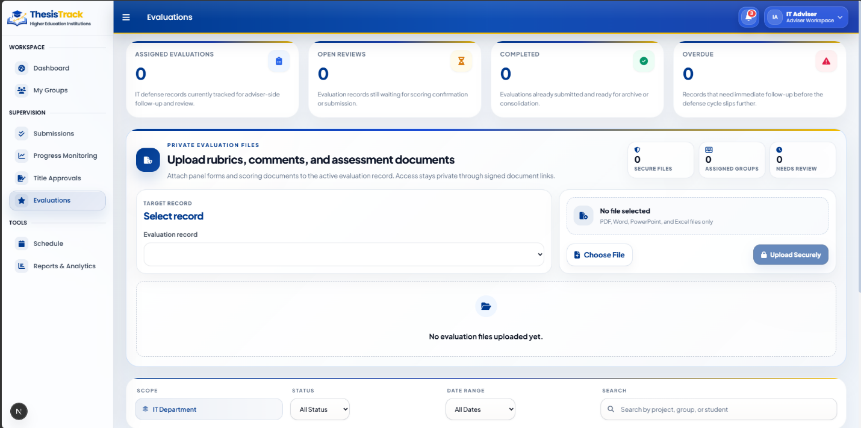 ThesisTrack
Higher Education Institutions
Evaluations
8
IA
IT Adviser
Adviser Workspace
WORKSPACE
Dashboard
My Groups
SUPERVISION
Submissions
Progress Monitoring
Title Approvals
Evaluations
TOOLS
Schedule
Reports & Analytics
N
ASSIGNED EVALUATIONS
0
IT defense records currently tracked for adviser-side
follow-up and review.
OPEN REVIEWS
0
Evaluation records still waiting for scoring confirmation
or submission.
COMPLETED
0
Evaluations already submitted and ready for archive or
consolidation.
OVERDUE
0
Records that need immediate follow-up before the
defense cycle slips further.
PRIVATE EVALUATION FILES
Upload rubrics, comments, and assessment documents
Attach panel forms and scoring documents to the active evaluation record. Access stays private through signed document links.
0
SECURE FILES
0
ASSIGNED GROUPS
0
NEEDS REVIEW
TARGET RECORD
Select record
Evaluation record
No file selected
PDF, Word, PowerPoint, and Excel files only
Choose File
Upload Securely
No evaluation files uploaded yet.
SCOPE
IT Department
STATUS
All Status
DATE RANGE
All Dates
SEARCH
Search by project, group, or student